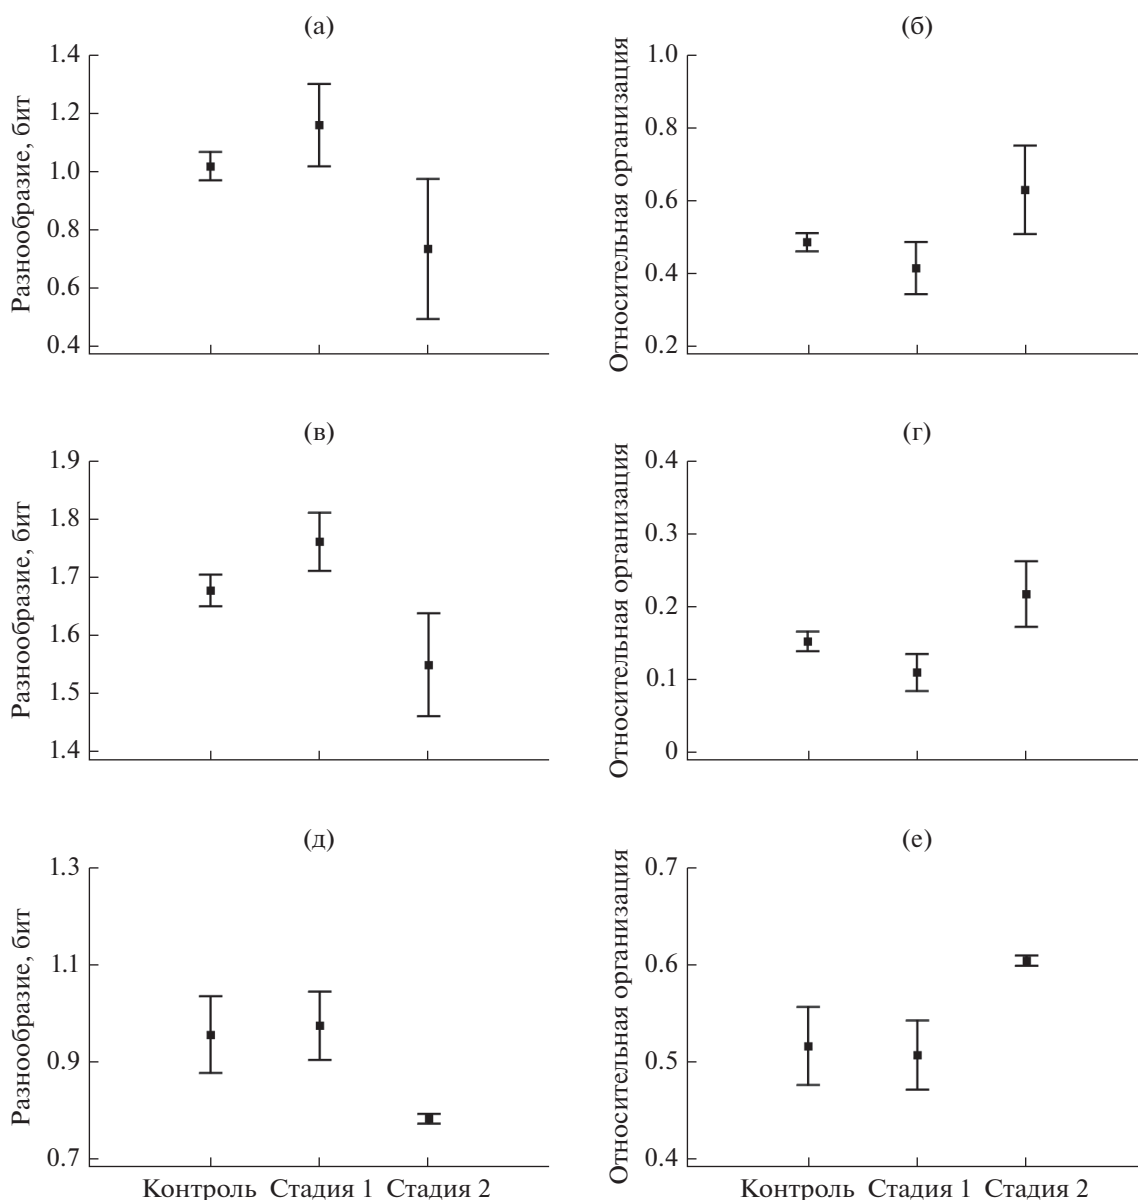 (а)
Разнообразие, бит
1.4
1.2
1.0
0.8
0.6
0.4
(б)
Относительная организация
1.0
0.8
0.6
0.4
0.2
(в)
Разнообразие, бит
1.9
1.8
1.7
1.6
1.5
1.4
(г)
Относительная организация
0.4
0.3
0.2
0.1
0
(д)
Разнообразие, бит
1.3
1.1
0.9
0.7
Контроль Стадия 1 Стадия 2
(е)
Относительная организация
0.7
0.6
0.5
0.4
Контроль Стадия 1 Стадия 2